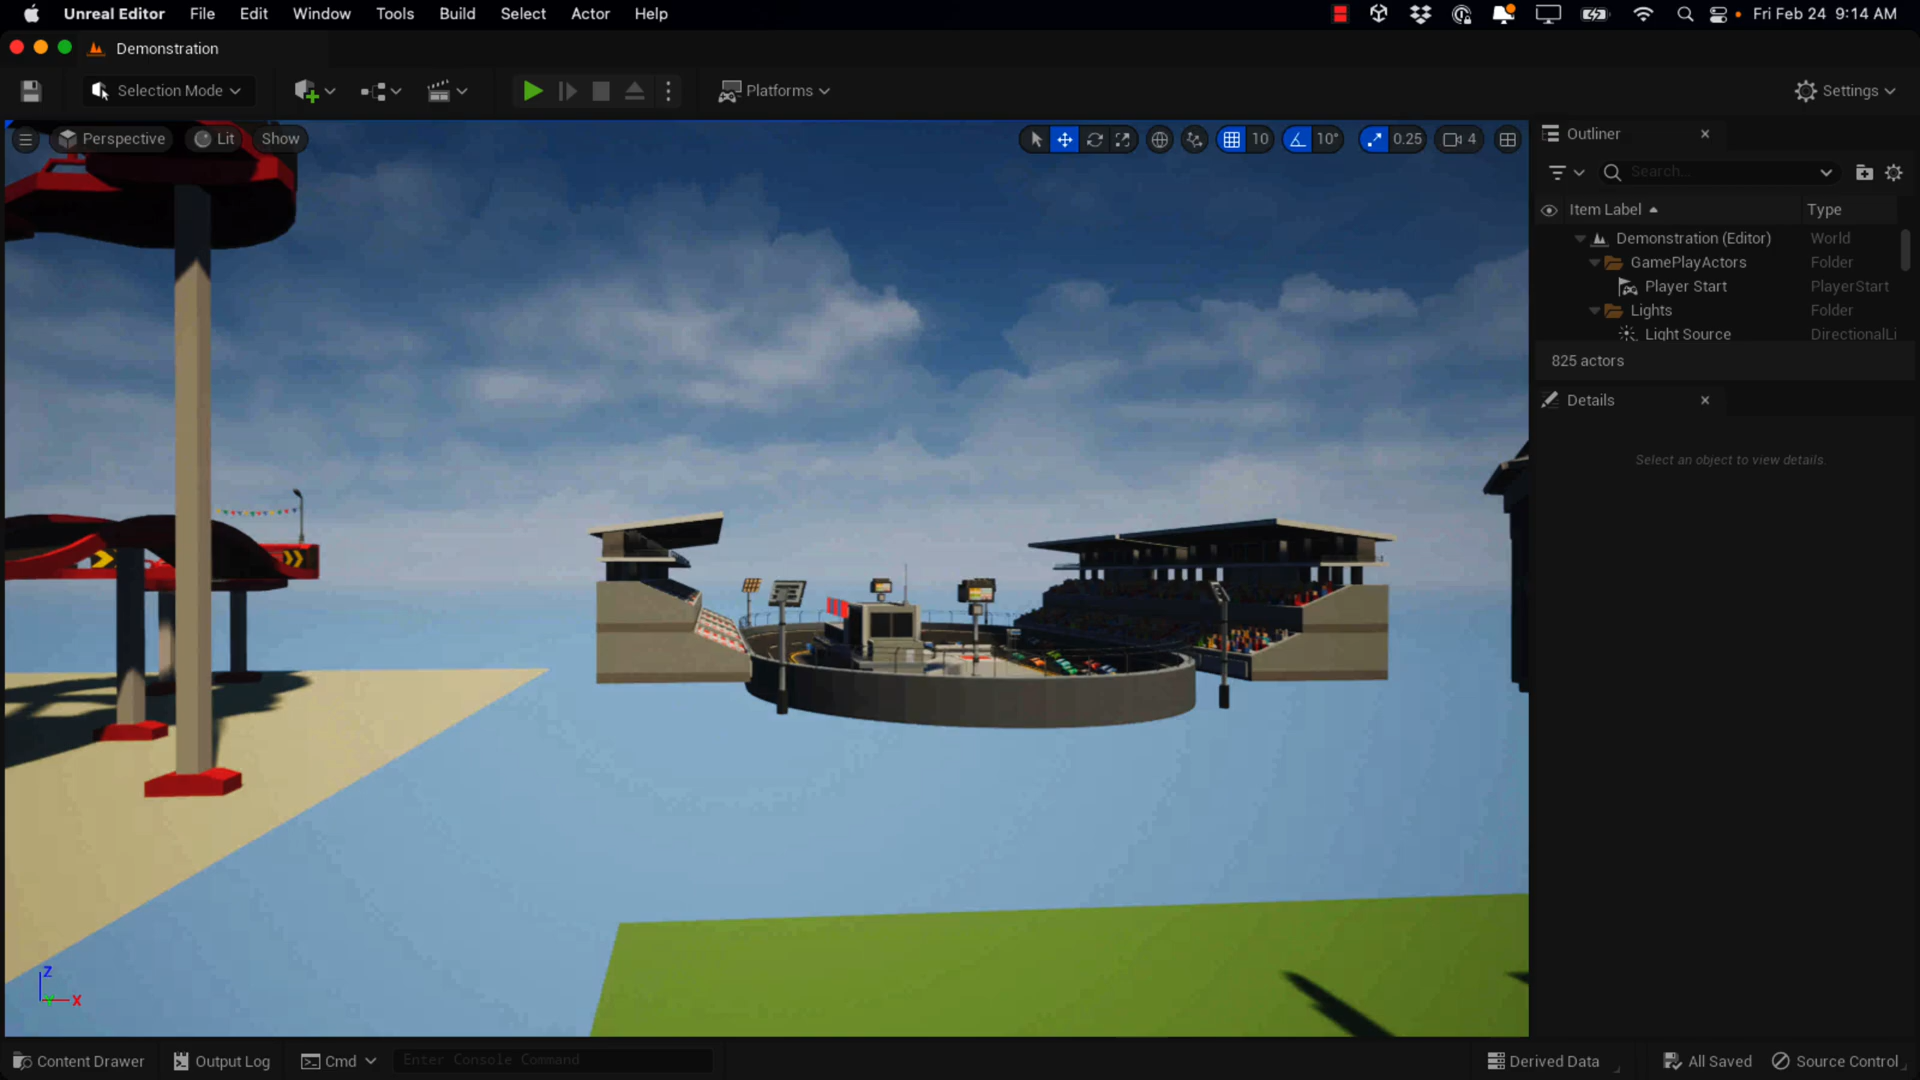 Unreal Editor File Edit Window Tools Build Select Actor Help Fri Feb 24 9:14 AM
Demonstration
Selection Mode Platforms Settings
Perspective Lit Show 10 10° 0.25 4
Outliner
Search...
Item Label Type
Demonstration (Editor) World
GamePlayActors Folder
Player Start PlayerStart
Lights Folder
Light Source DirectionalLi
825 actors
Details
Select an object to view details.
Z
Y X
Content Drawer Output Log Cmd Enter Console Command Derived Data All Saved Source Control